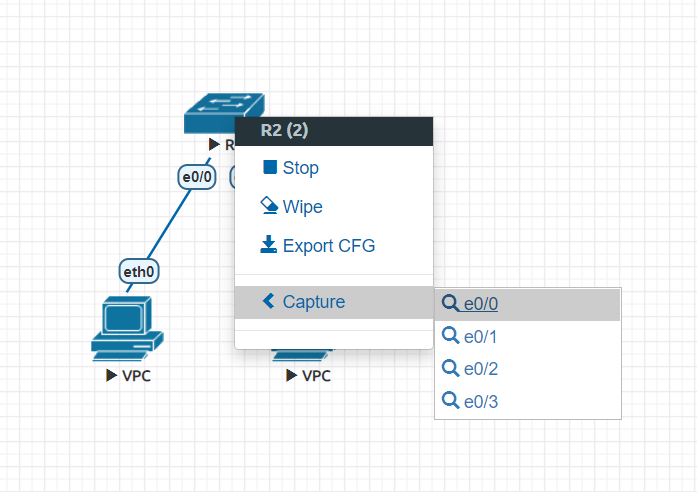 R2 (2)
R
Stop
e0/0
Wipe
Export CFG
eth0
Capture
e0/0
e0/1
e0/2
e0/3
VPC
VPC